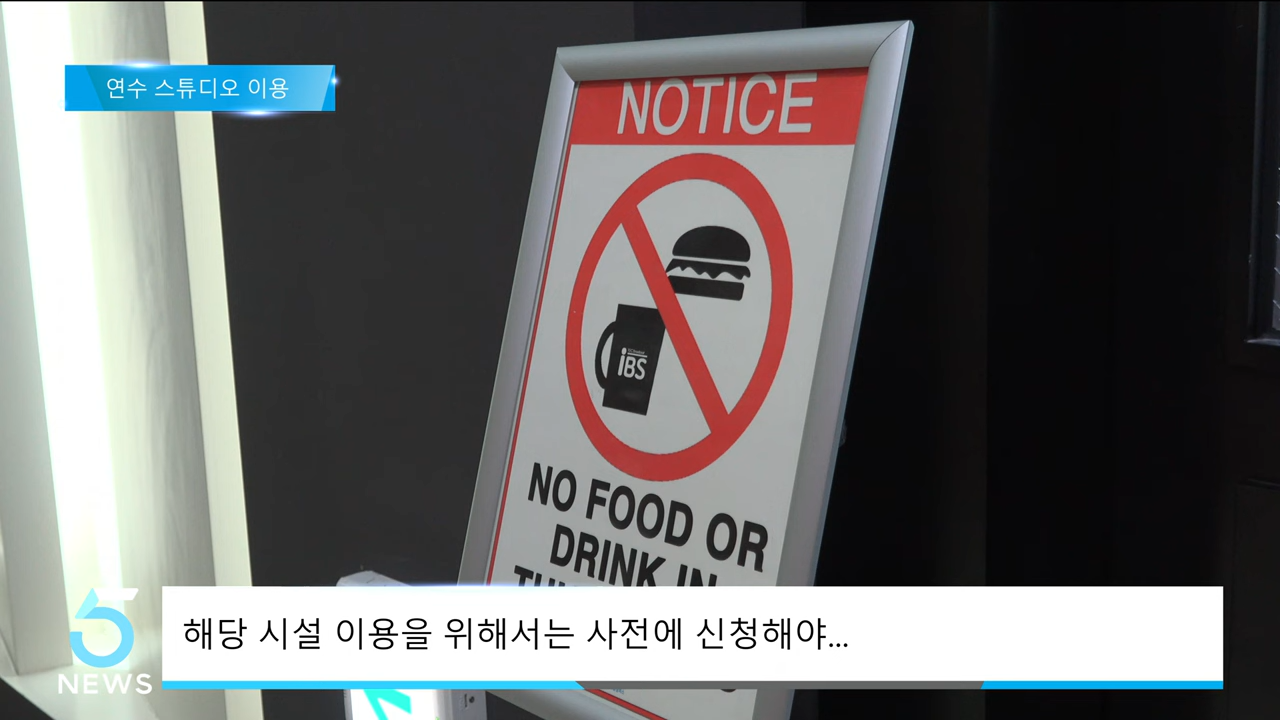 연수 스튜디오 이용
NOTICE
iBS
NO FOOD OR
DRINK IN
해당 시설 이용을 위해서는 사전에 신청해야...
5
NEWS